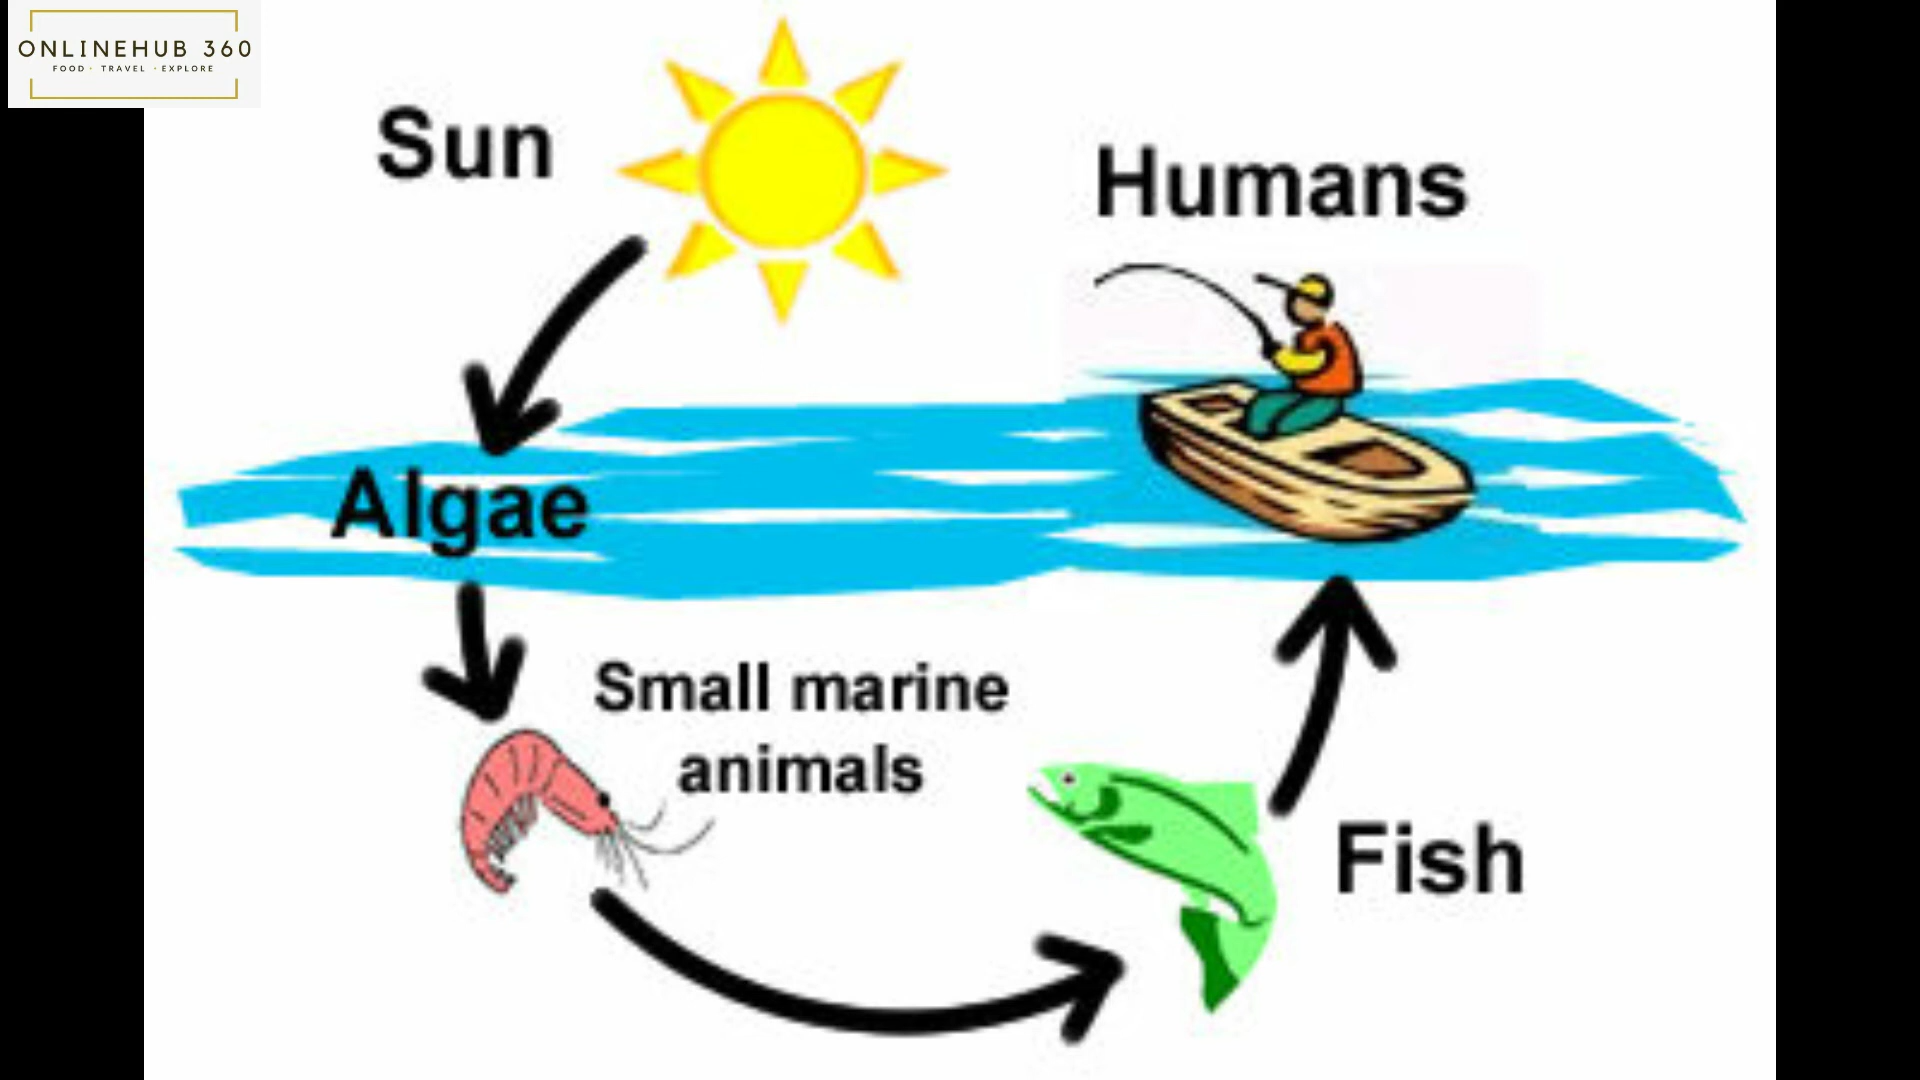 ONLINEHUB 360
FOOD · TRAVEL · EXPLORE
Sun
Humans
Algae
Small marine
animals
Fish